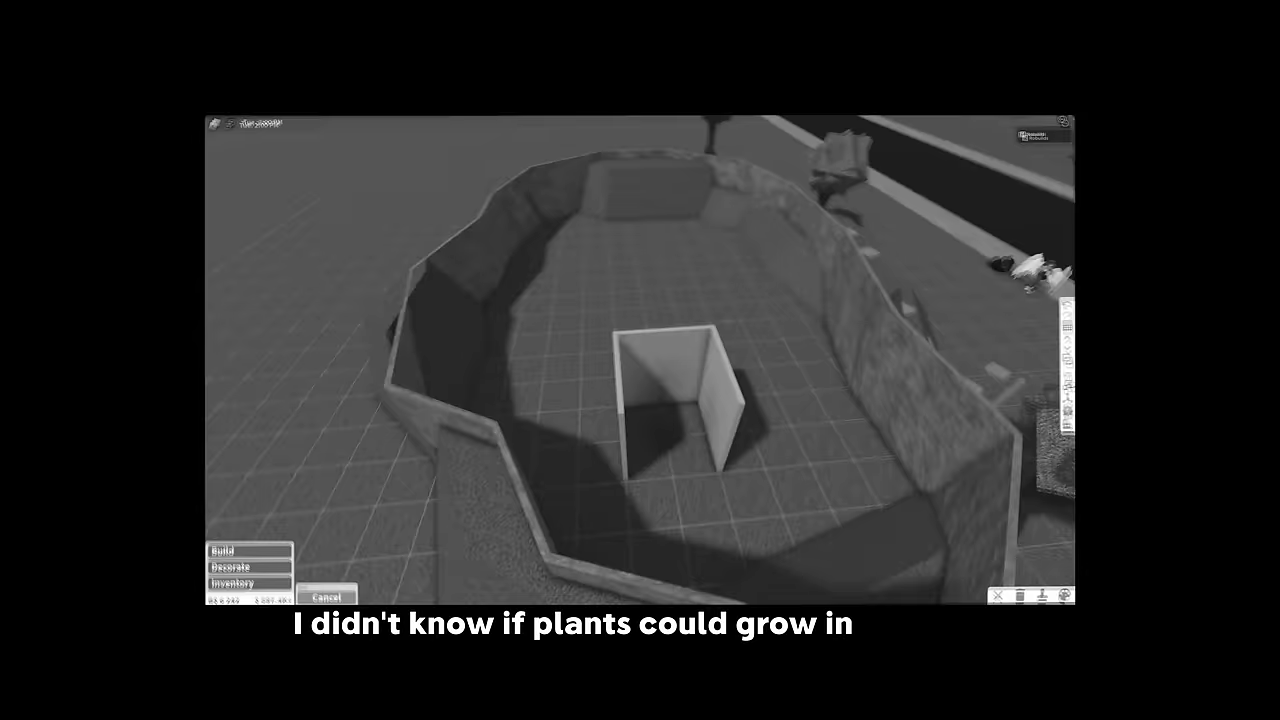 Build
Decorate
Inventory
Cancel
I didn't know if plants could grow in